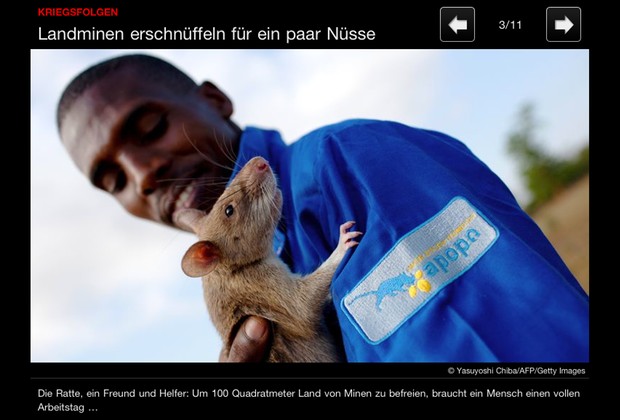 KRIEGSFOLGEN
Landminen erschnüffeln für ein paar Nüsse
3/11
apopo
© Yasuyoshi Chiba/AFP/Getty Images
Die Ratte, ein Freund und Helfer: Um 100 Quadratmeter Land von Minen zu befreien, braucht ein Mensch einen vollen
Arbeitstag ...